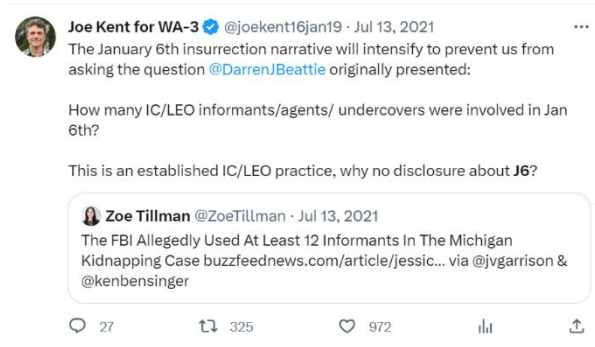 Joe Kent for WA-3 @joekent16jan19 · Jul 13, 2021
The January 6th insurrection narrative will intensify to prevent us from
asking the question @DarrenJBeattie originally presented:
How many IC/LEO informants/agents/ undercovers were involved in Jan
6th?
This is an established IC/LEO practice, why no disclosure about J6?
Zoe Tillman @ZoeTillman · Jul 13, 2021
The FBI Allegedly Used At Least 12 Informants In The Michigan
Kidnapping Case buzzfeednews.com/article/jessic... via @jvgarrison &
@kenbensinger
27 325 972